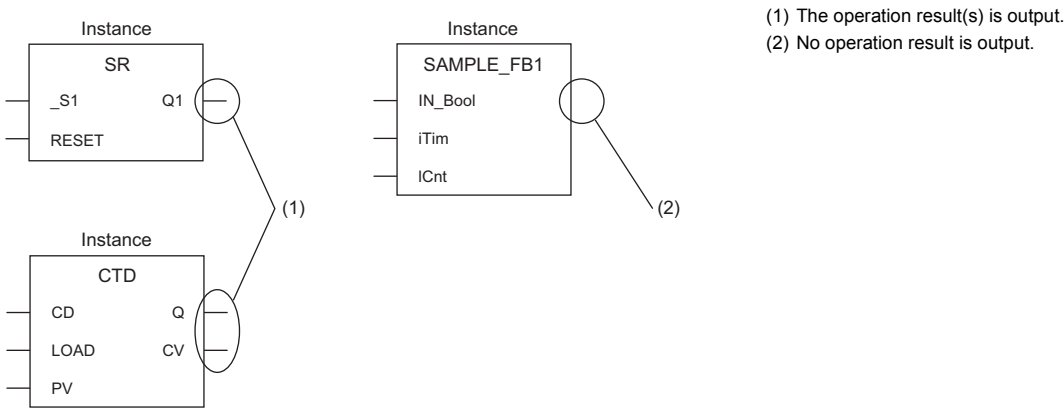 Instance
SR
_S1 Q1
RESET
(1)
Instance
CTD
CD Q
LOAD CV
PV
Instance
SAMPLE_FB1
IN_Bool
iTim
ICnt
(2)
(1) The operation result(s) is output.
(2) No operation result is output.